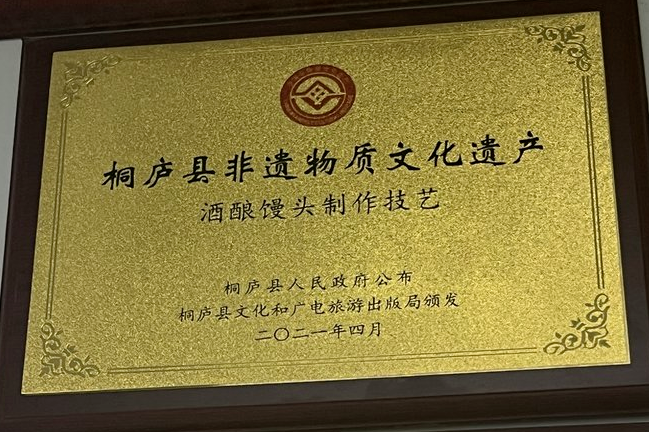 桐庐县非遗物质文化遗产
酒酿馒头制作技艺
桐庐县人民政府公布
桐庐县文化和广电旅游出版局颁发
二〇二一年四月